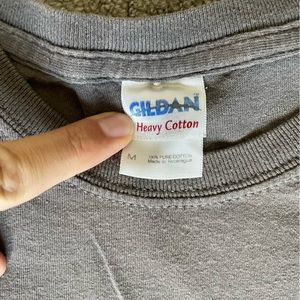 GILDAN
Heavy Cotton
M
100% PURE COTTON
Made in Nicaragua